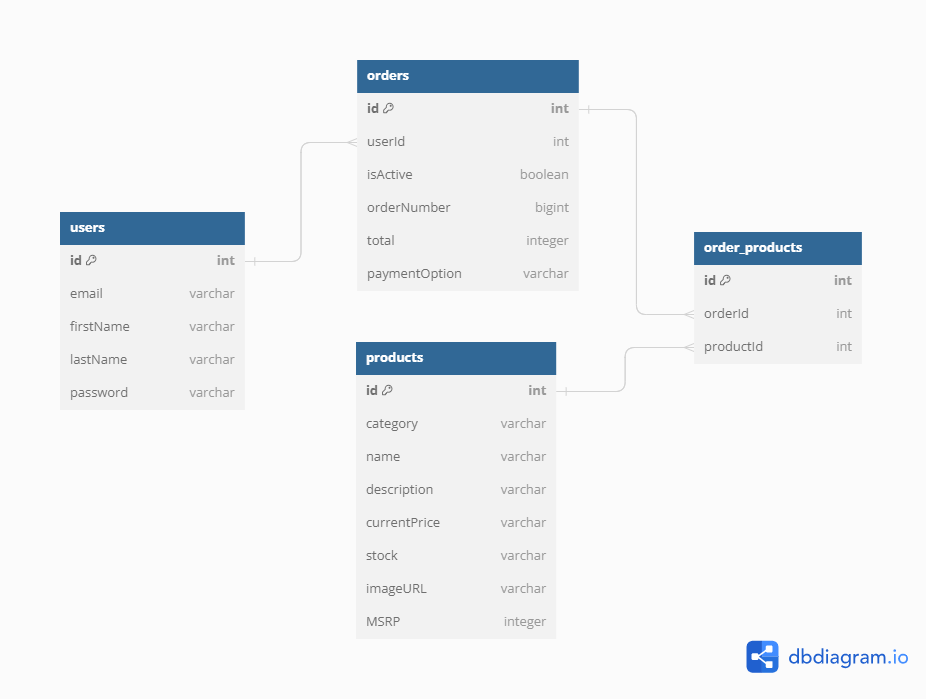 orders
id int
userId int
isActive boolean
orderNumber bigint
total integer
paymentOption varchar
users
id int
email varchar
firstName varchar
lastName varchar
password varchar
order_products
id int
orderId int
productId int
products
id int
category varchar
name varchar
description varchar
currentPrice varchar
stock varchar
imageURL varchar
MSRP integer
dbdiagram.io